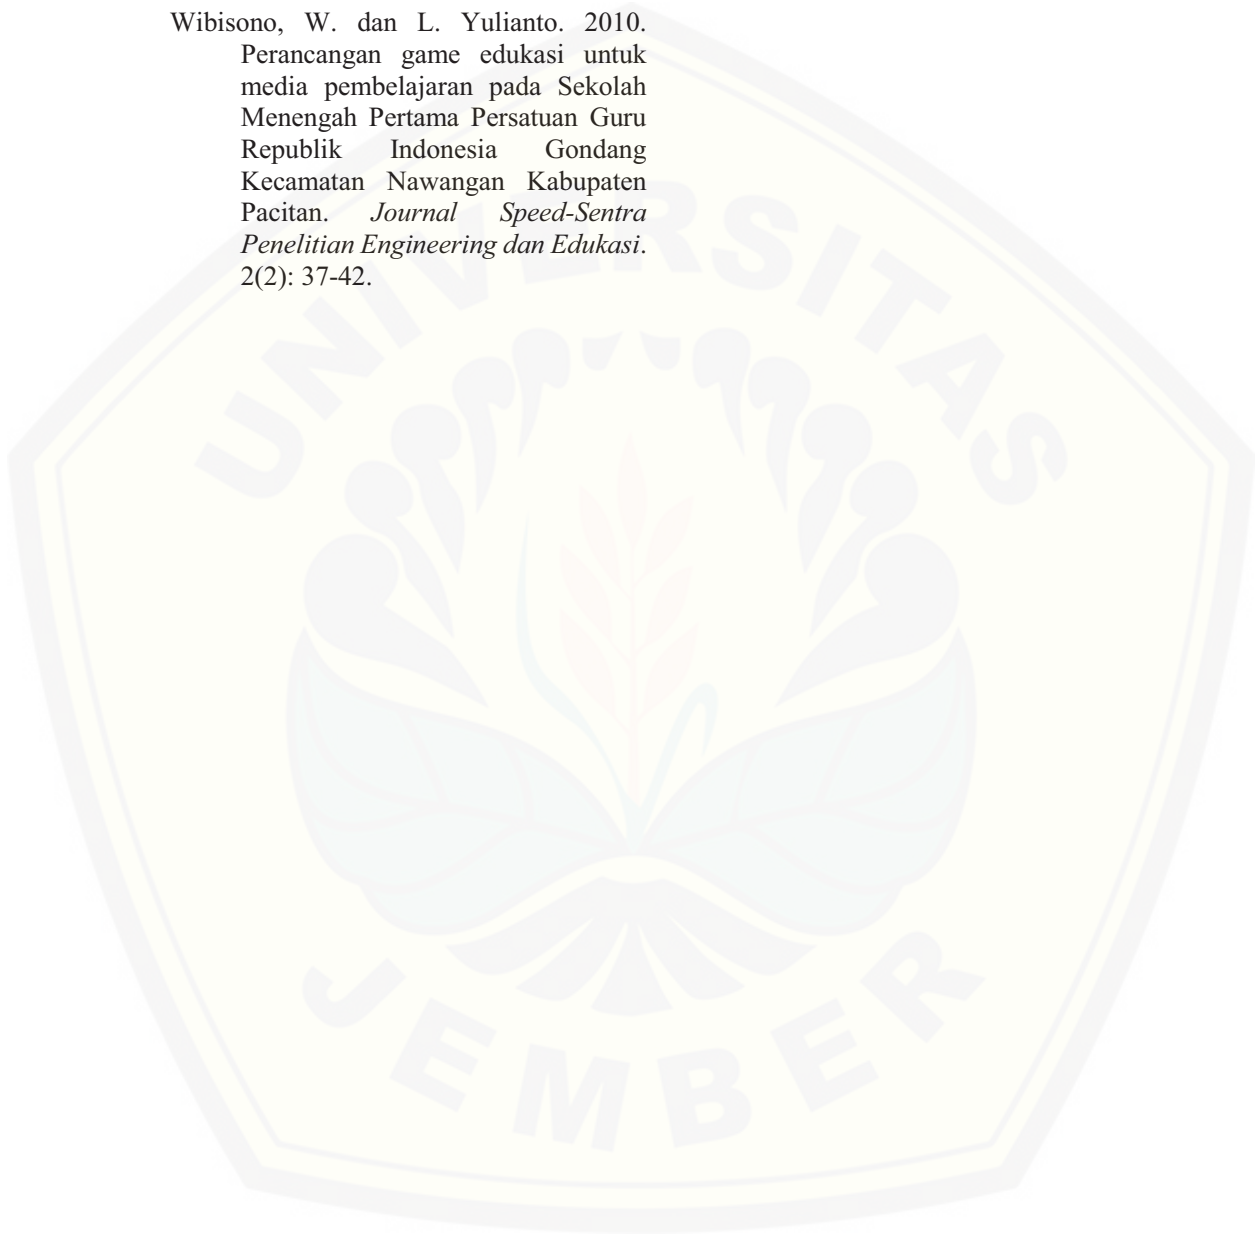 Wibisono, W. dan L. Yulianto. 2010.
Perancangan game edukasi untuk
media pembelajaran pada Sekolah
Menengah Pertama Persatuan Guru
Republik Indonesia Gondang
Kecamatan Nawangan Kabupaten
Pacitan. Journal Speed-Sentra
Penelitian Engineering dan Edukasi.
2(2): 37-42.
UNIVERSITAS
JEMBER